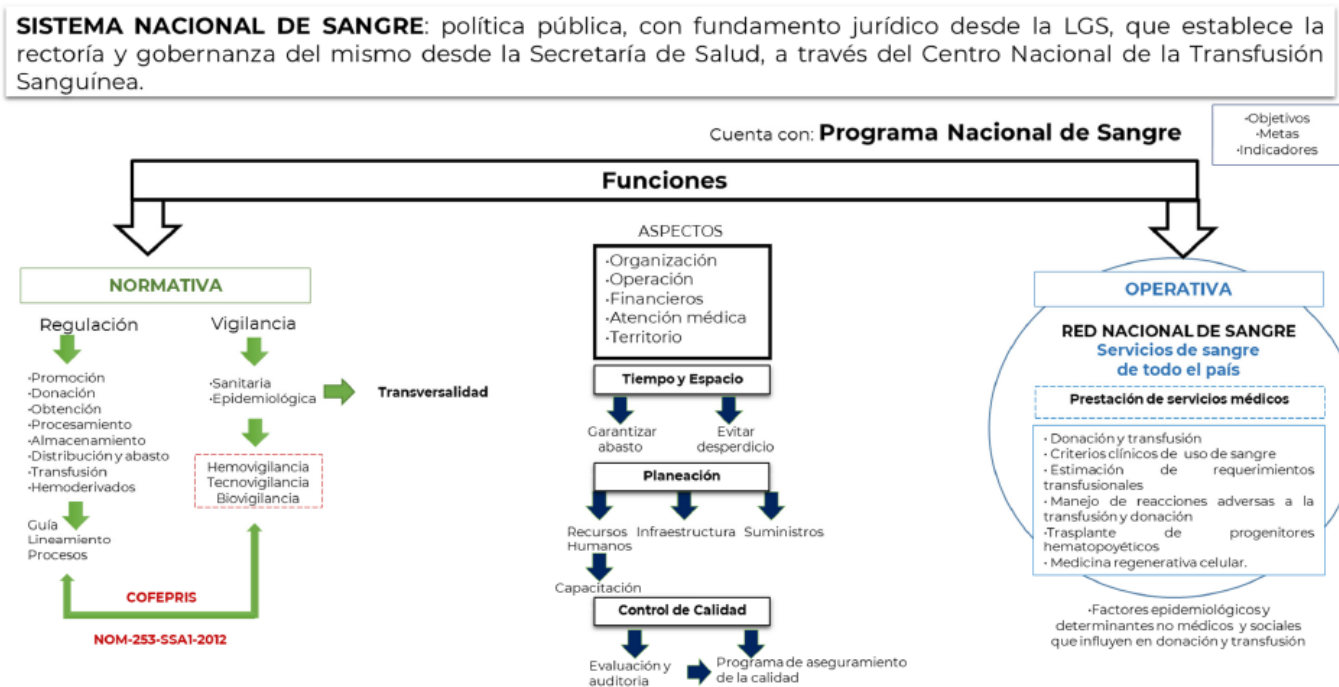 SISTEMA NACIONAL DE SANGRE: política pública, con fundamento jurídico desde la LGS, que establece la
rectoría y gobernanza del mismo desde la Secretaría de Salud, a través del Centro Nacional de la Transfusión
Sanguínea.
Cuenta con: Programa Nacional de Sangre
·Objetivos
·Metas
·Indicadores
Funciones
NORMATIVA
Regulación
·Promoción
·Donación
·Obtención
·Procesamiento
·Almacenamiento
·Distribución y abasto
·Transfusión
·Hemoderivados
Guía
Lineamiento
Procesos
Vigilancia
·Sanitaria
·Epidemiológica
Transversalidad
Hemovigilancia
Tecnovigilancia
Biovigilancia
COFEPRIS
NOM-253-SSA1-2012
ASPECTOS
·Organización
·Operación
·Financieros
·Atención médica
·Territorio
Tiempo y Espacio
Garantizar
abasto
Evitar
desperdicio
Planeación
Recursos
Humanos
Infraestructura
Suministros
Capacitación
Control de Calidad
Evaluación y
auditoria
Programa de aseguramiento
de la calidad
OPERATIVA
RED NACIONAL DE SANGRE
Servicios de sangre
de todo el país
Prestación de servicios médicos
· Donación y transfusión
· Criterios clínicos de uso de sangre
· Estimación de requerimientos
transfusionales
· Manejo de reacciones adversas a la
transfusión y donación
·Trasplante de progenitores
hematopoyéticos
· Medicina regenerativa celular.
·Factores epidemiológicos y
determinantes no médicos y sociales
que influyen en donación y transfusión